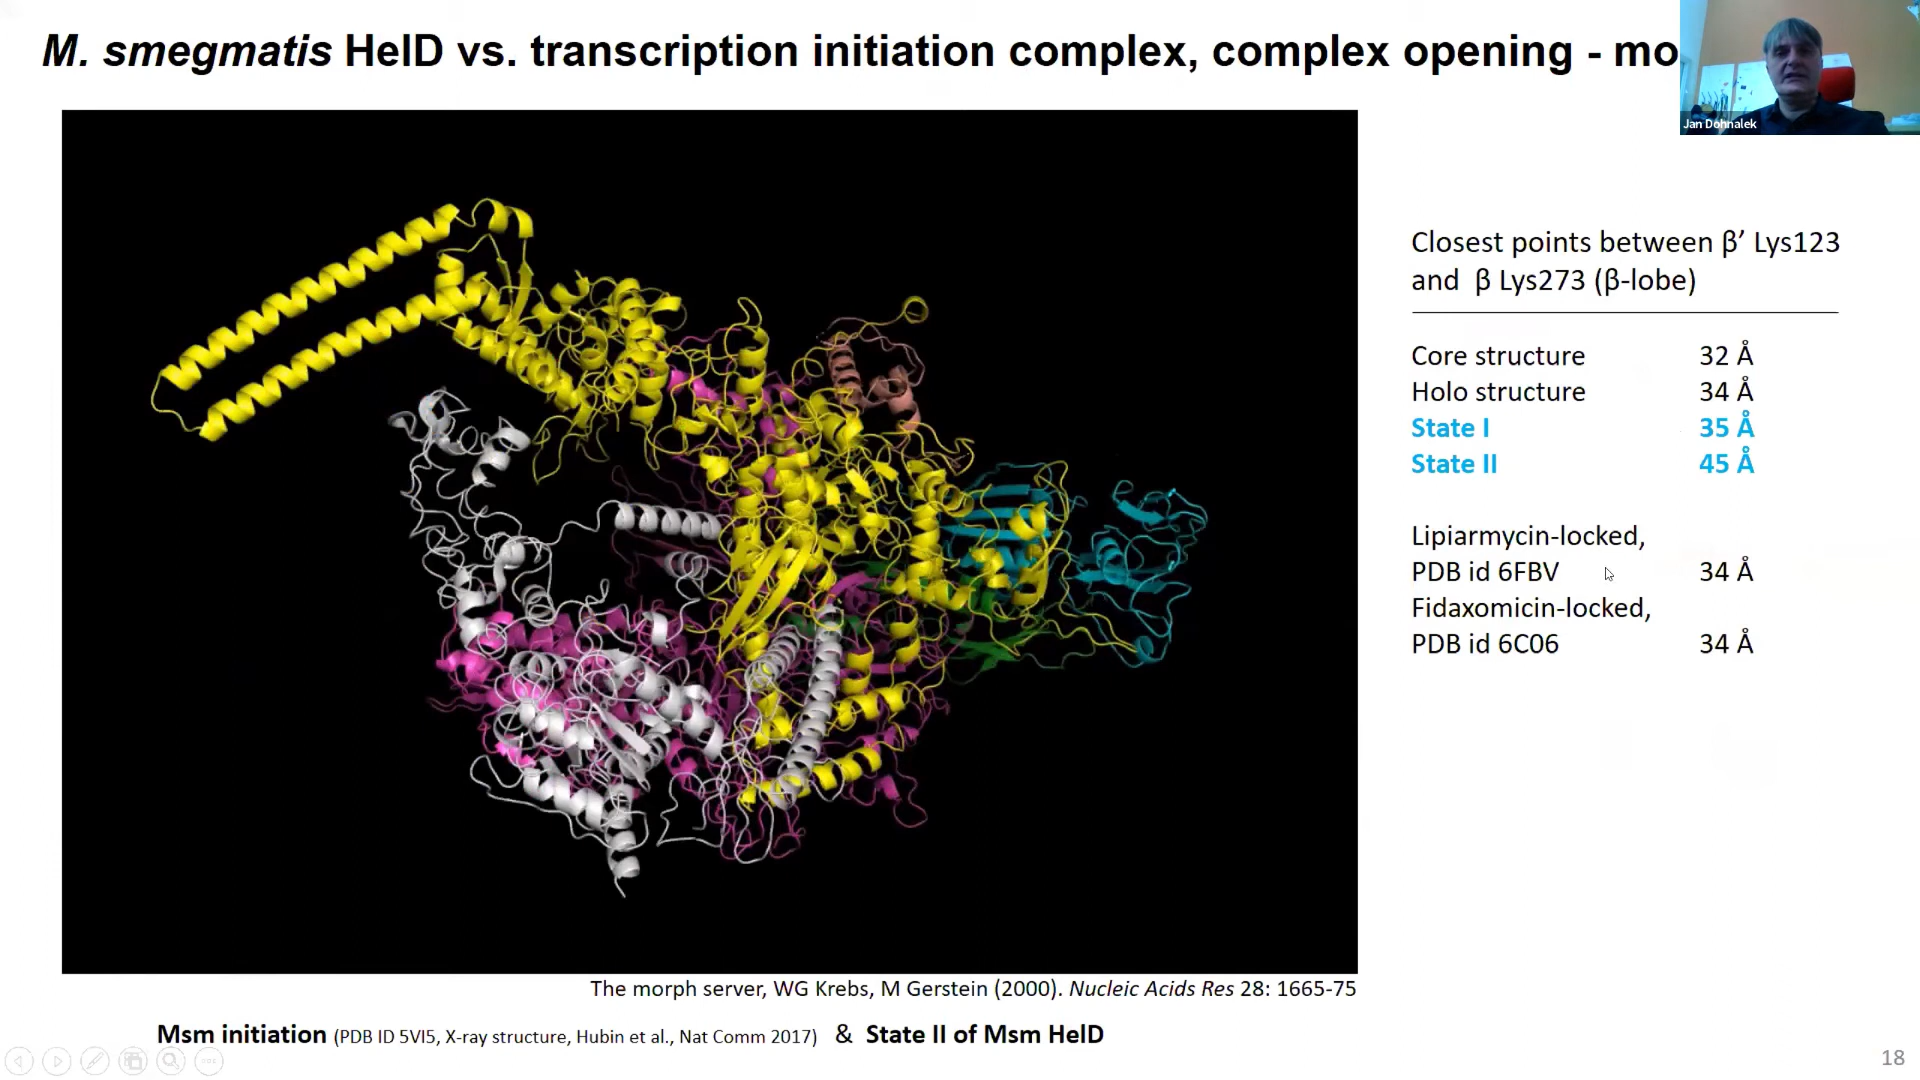 M. smegmatis HelD vs. transcription initiation complex, complex opening - mo
Jan Dohnalek
Closest points between β’ Lys123
and β Lys273 (β-lobe)
Core structure 32 Å
Holo structure 34 Å
State I 35 Å
State II 45 Å
Lipiarmycin-locked,
PDB id 6FBV 34 Å
Fidaxomicin-locked,
PDB id 6C06 34 Å
The morph server, WG Krebs, M Gerstein (2000). Nucleic Acids Res 28: 1665-75
Msm initiation (PDB ID 5VI5, X-ray structure, Hubin et al., Nat Comm 2017) & State II of Msm HelD
18